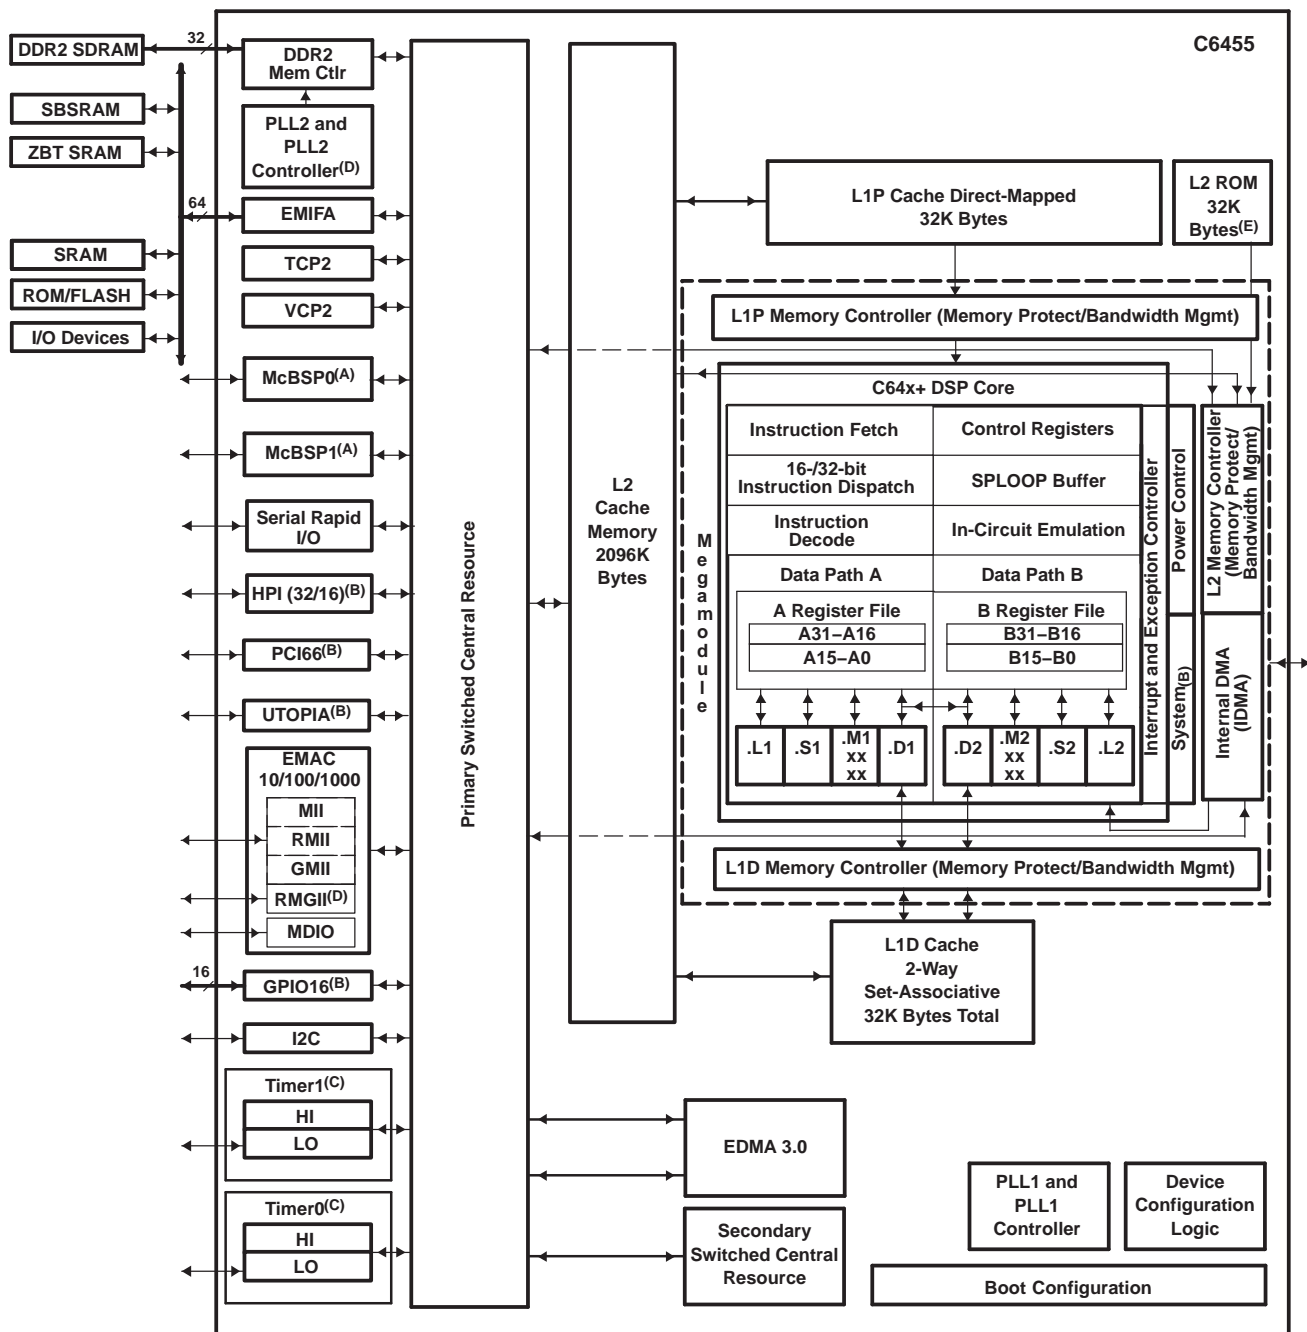 C6455
DDR2 SDRAM
32
SBSRAM
ZBT SRAM
64
SRAM
ROM/FLASH
I/O Devices
DDR2
Mem Ctlr
PLL2 and
PLL2
Controller(D)
EMIFA
TCP2
VCP2
McBSP0(A)
McBSP1(A)
Serial Rapid
I/O
HPI (32/16)(B)
PCI66(B)
UTOPIA(B)
EMAC
10/100/1000
MII
RMII
GMII
RMGII(D)
MDIO
16
GPIO16(B)
I2C
Timer1(C)
HI
LO
Timer0(C)
HI
LO
Primary Switched Central Resource
L2
Cache
Memory
2096K
Bytes
L1P Cache Direct-Mapped
32K Bytes
L2 ROM
32K
Bytes(E)
L1P Memory Controller (Memory Protect/Bandwidth Mgmt)
Megamodule
C64x+ DSP Core
Instruction Fetch
Control Registers
16-/32-bit
Instruction Dispatch
SPLOOP Buffer
Instruction
Decode
In-Circuit Emulation
Data Path A
Data Path B
A Register File
A31–A16
A15–A0
B Register File
B31–B16
B15–B0
.L1
.S1
.M1
xx
xx
.D1
.D2
.M2
xx
xx
.S2
.L2
Interrupt and Exception Controller
Power Control
System(B)
L2 Memory Controller
(Memory Protect/
Bandwidth Mgmt)
Internal DMA
(IDMA)
L1D Memory Controller (Memory Protect/Bandwidth Mgmt)
L1D Cache
2-Way
Set-Associative
32K Bytes Total
EDMA 3.0
Secondary
Switched Central
Resource
PLL1 and
PLL1
Controller
Device
Configuration
Logic
Boot Configuration